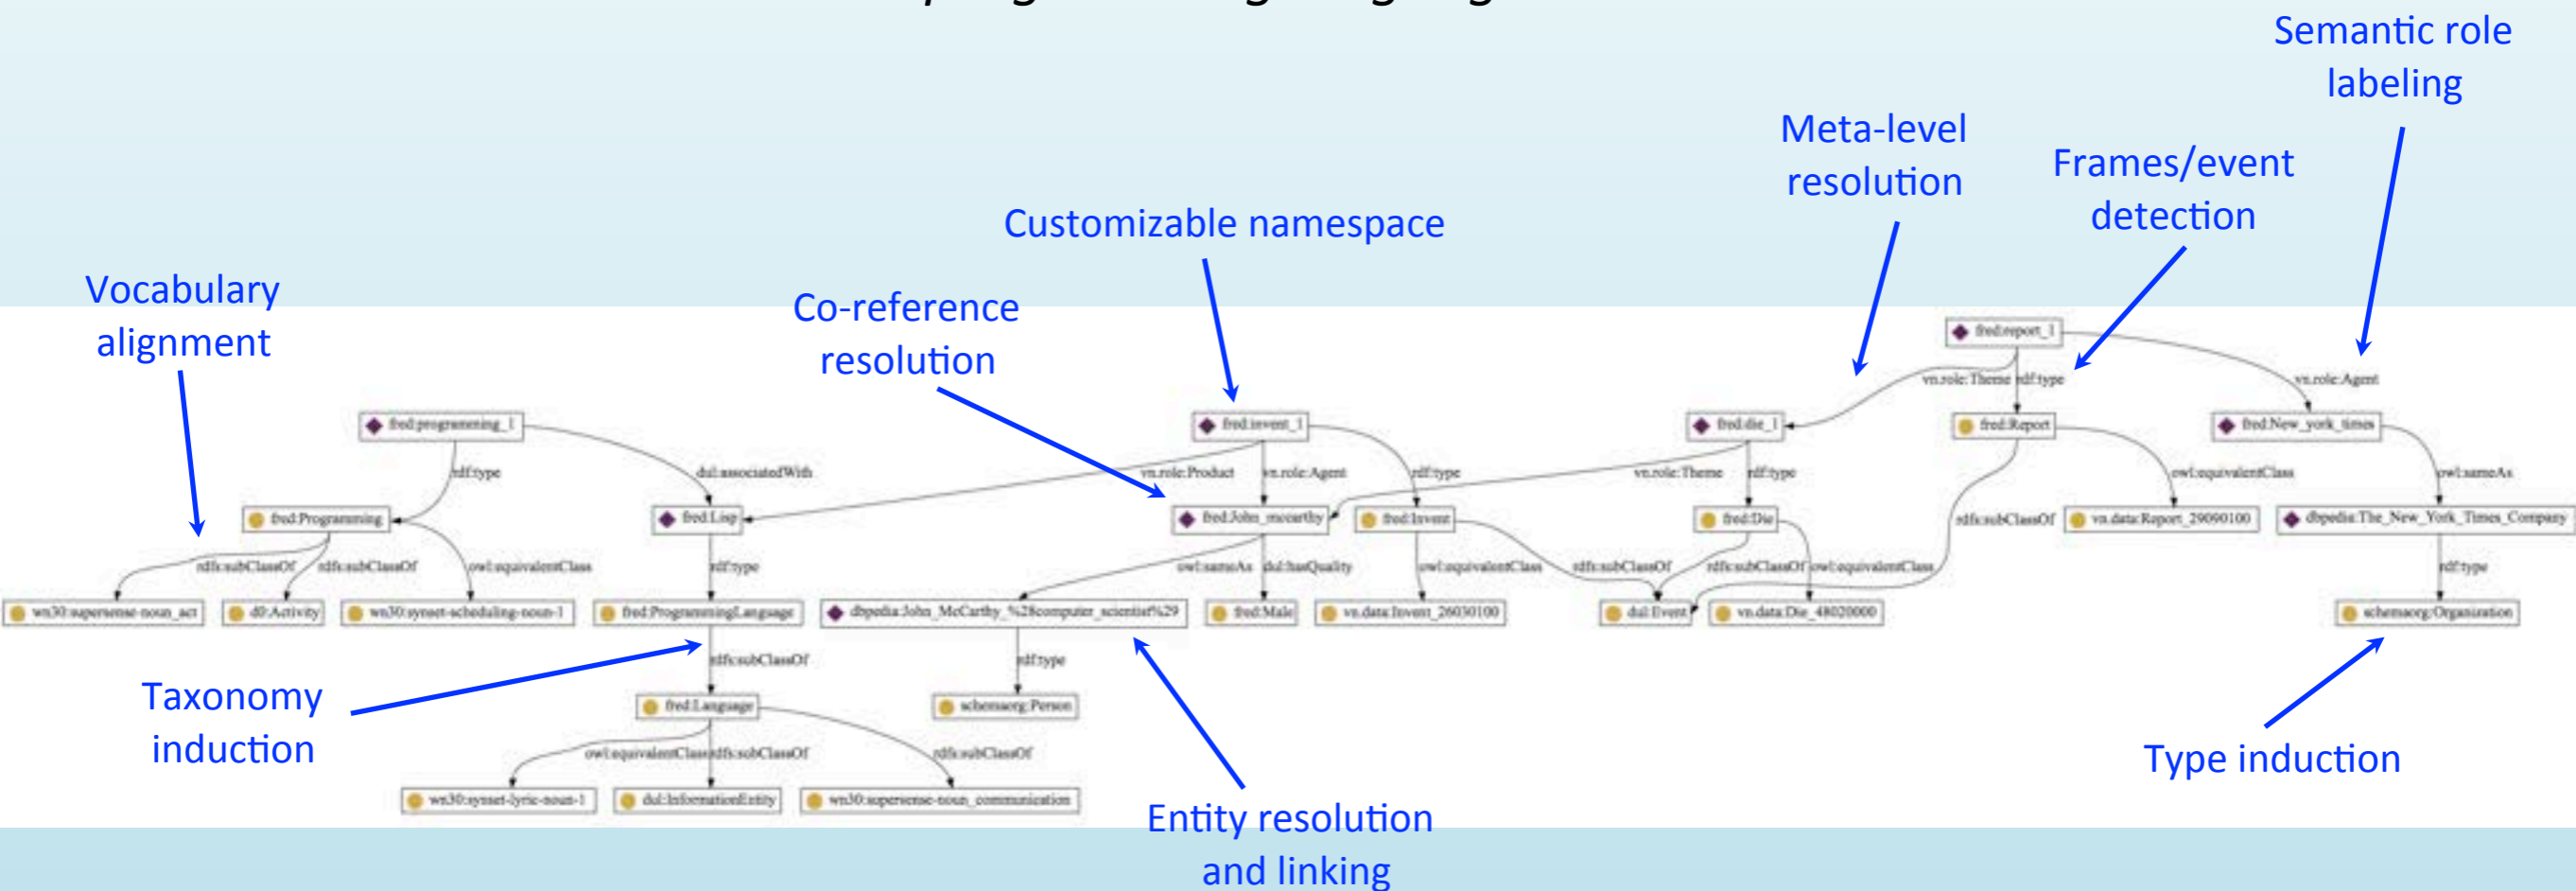 Semantic role
labeling
Meta-level
resolution
Frames/event
detection
Customizable namespace
Vocabulary
alignment
Co-reference
resolution
fred:report_1
vn.role:Theme rdf:type
vn.role:Agent
fred:programming_1
fred:invent_1
fred:die_1
fred:Report
fred:New_york_times
rdf:type
dul:associatedWith
vn.role:Product
vn.role:Agent
rdf:type
vn.role:Theme
rdf:type
owl:equivalentClass
owl:sameAs
fred:Programming
fred:Lisp
fred:John_mccarthy
fred:Invent
fred:Die
rdfs:subClassOf
vn.data:Report_29090100
dbpedia:The_New_York_Times_Company
rdfs:subClassOf
rdfs:subClassOf
owl:equivalentClass
rdf:type
owl:sameAs
dul:hasQuality
owl:equivalentClass
rdfs:subClassOf
rdfs:subClassOf
owl:equivalentClass
rdf:type
wn30:supersense-noun_act
d0:Activity
wn30:synset-scheduling-noun-1
fred:ProgrammingLanguage
dbpedia:John_McCarthy_%28computer_scientist%29
fred:Male
vn.data:Invent_26030100
dul:Event
vn.data:Die_48020000
schemaorg:Organization
rdfs:subClassOf
rdf:type
Taxonomy
induction
fred:Language
schemaorg:Person
owl:equivalentClass
rdfs:subClassOf
rdfs:subClassOf
Type induction
wn30:synset-lyric-noun-1
dul:InformationEntity
wn30:supersense-noun_communication
Entity resolution
and linking